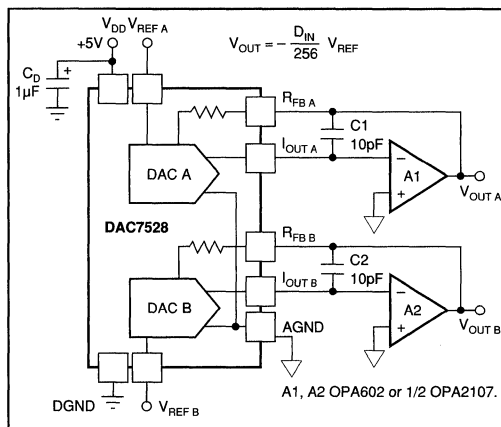 V_DD V_REF A
+5V
V_OUT = – D_IN / 256 V_REF
C_D
1µF
+
R_FB A
C1
10pF
I_OUT A
DAC A
–
+
A1
V_OUT A
DAC7528
R_FB B
C2
10pF
I_OUT B
DAC B
–
+
A2
V_OUT B
AGND
DGND
V_REF B
A1, A2 OPA602 or 1/2 OPA2107.